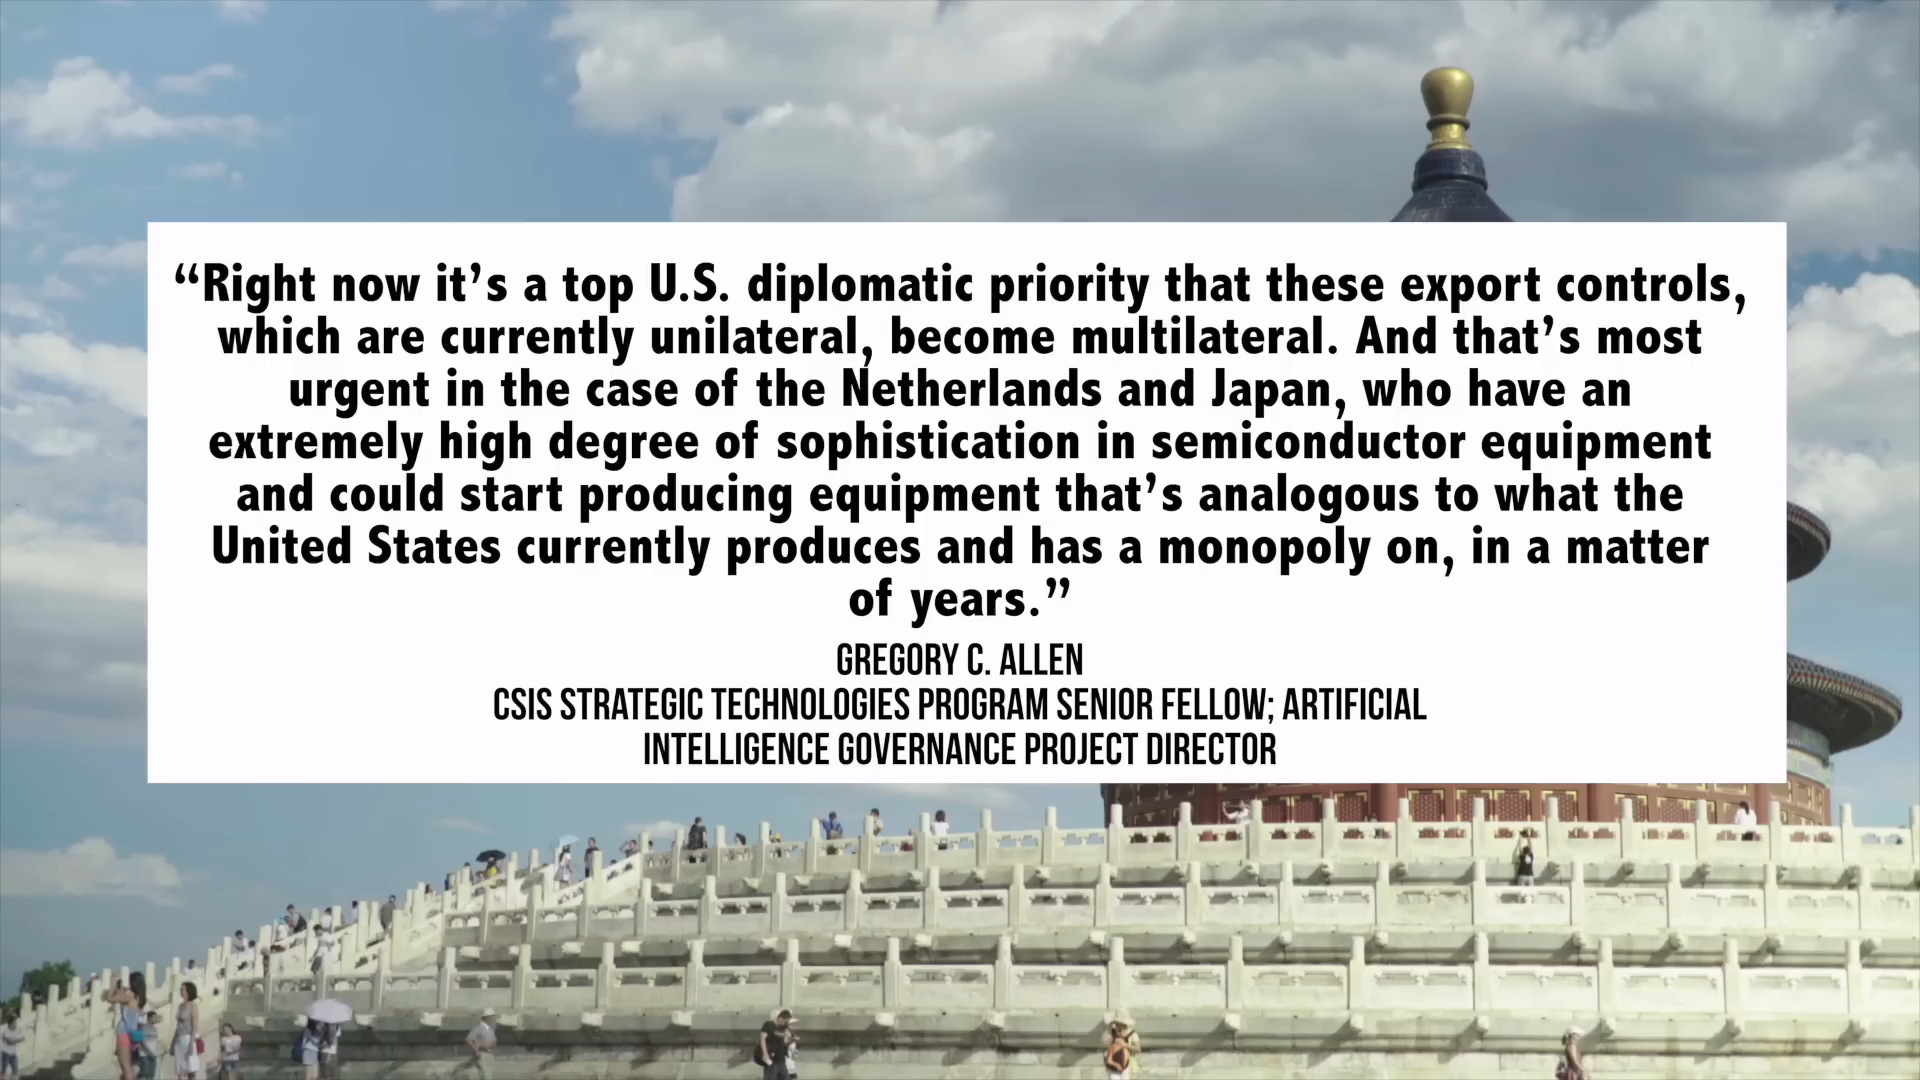 “Right now it’s a top U.S. diplomatic priority that these export controls,
which are currently unilateral, become multilateral. And that’s most
urgent in the case of the Netherlands and Japan, who have an
extremely high degree of sophistication in semiconductor equipment
and could start producing equipment that’s analogous to what the
United States currently produces and has a monopoly on, in a matter
of years.”
GREGORY C. ALLEN
CSIS STRATEGIC TECHNOLOGIES PROGRAM SENIOR FELLOW; ARTIFICIAL
INTELLIGENCE GOVERNANCE PROJECT DIRECTOR